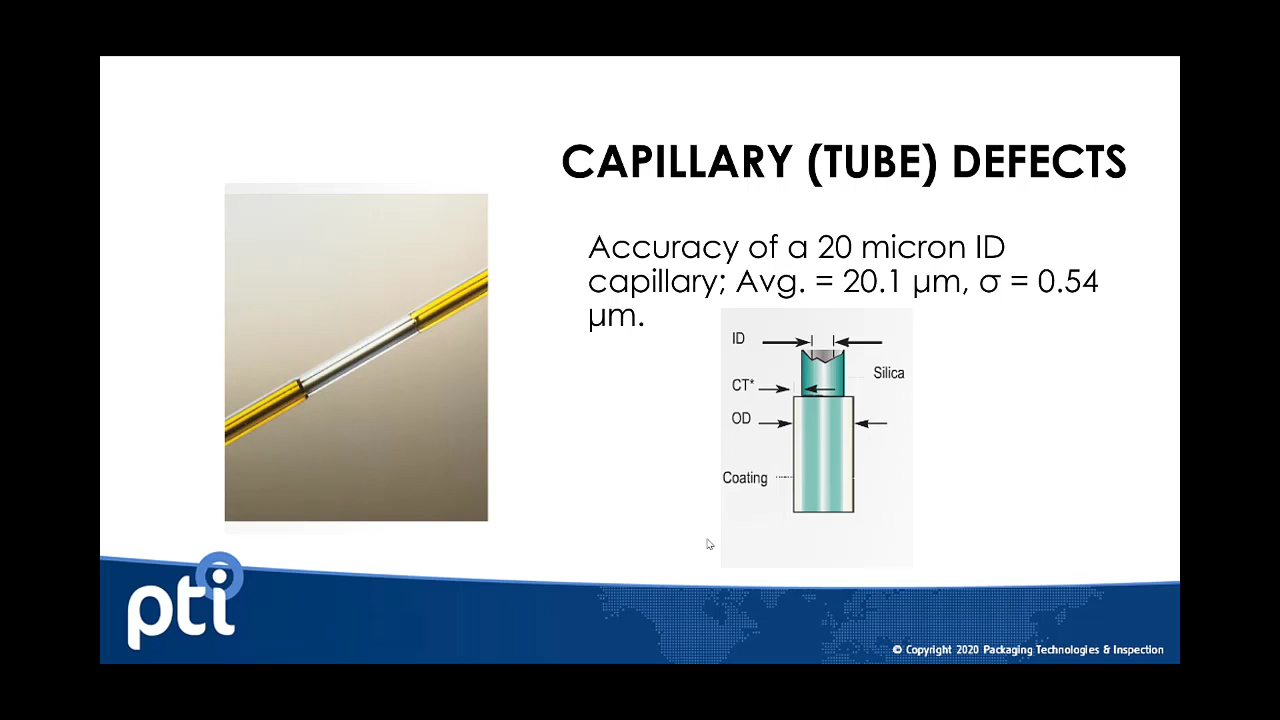 CAPILLARY (TUBE) DEFECTS
Accuracy of a 20 micron ID
capillary; Avg. = 20.1 µm, σ = 0.54
µm.
ID
Silica
CT*
OD
Coating
pti
© Copyright 2020 Packaging Technologies & Inspection